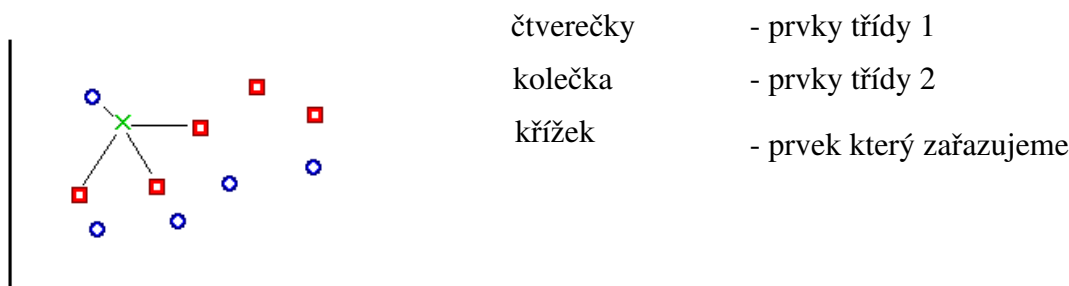 čtverečky - prvky třídy 1
kolečka - prvky třídy 2
křížek - prvek který zařazujeme